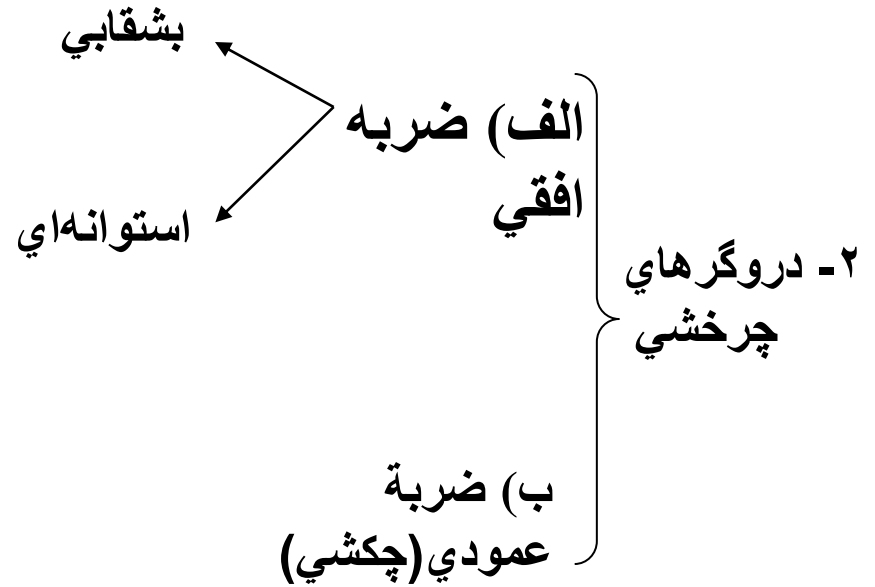 ۲- دروگرهاي
چرخشي
الف) ضربه
افقي
بشقابي
استوانه‌اي
ب) ضربة
عمودي(چكشي)